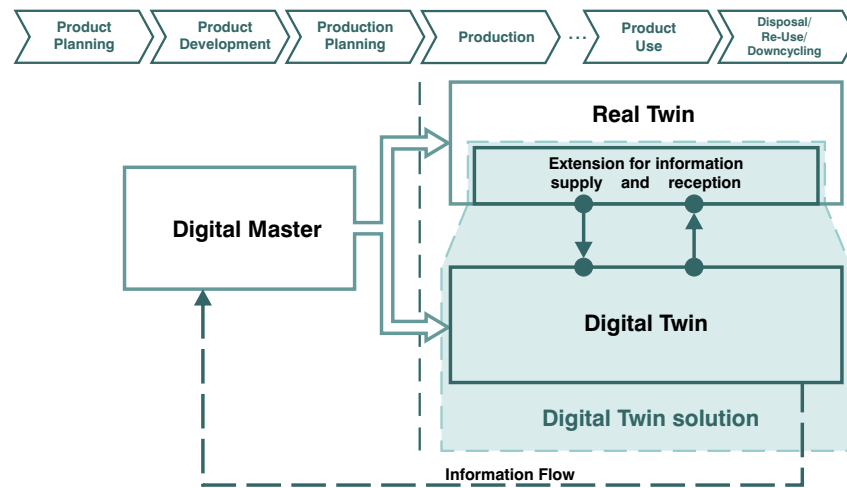 Product
Planning
Product
Development
Production
Planning
Production
...
Product
Use
Disposal/
Re-Use/
Downcycling
Real Twin
Extension for information
supply and reception
Digital Master
Digital Twin
Digital Twin solution
Information Flow